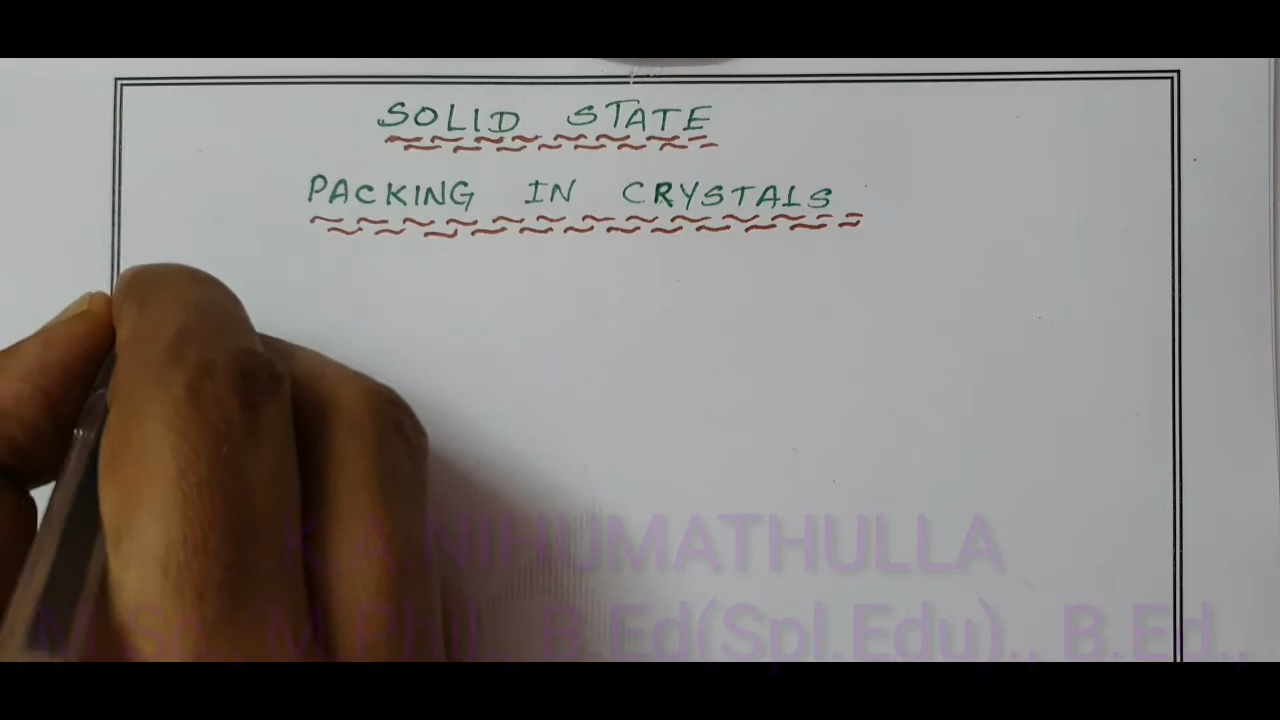 SOLID STATE
PACKING IN CRYSTALS
K.A.NIHUMATHULLA
M.Sc., M.Phil., B.Ed(Spl.Edu)., B.Ed.,